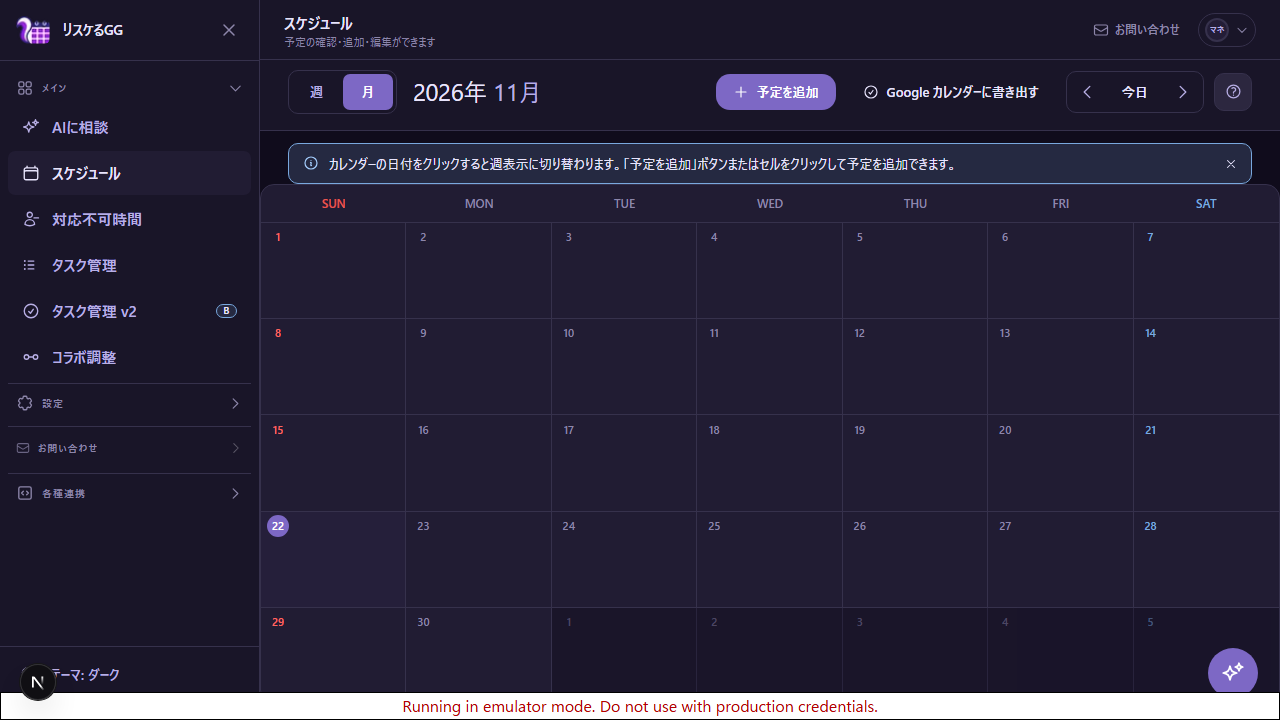 リスケるGG
メイン
AIに相談
スケジュール
対応不可時間
タスク管理
タスク管理 v2
B
コラボ調整
設定
お問い合わせ
各種連携
テーマ: ダーク
N
スケジュール
予定の確認・追加・編集ができます
お問い合わせ
マネ
週
月
2026年 11月
予定を追加
Google カレンダーに書き出す
今日
カレンダーの日付をクリックすると週表示に切り替わります。「予定を追加」ボタンまたはセルをクリックして予定を追加できます。
SUN MON TUE WED THU FRI SAT
1 2 3 4 5 6 7
8 9 10 11 12 13 14
15 16 17 18 19 20 21
22 23 24 25 26 27 28
29 30 1 2 3 4 5
Running in emulator mode. Do not use with production credentials.